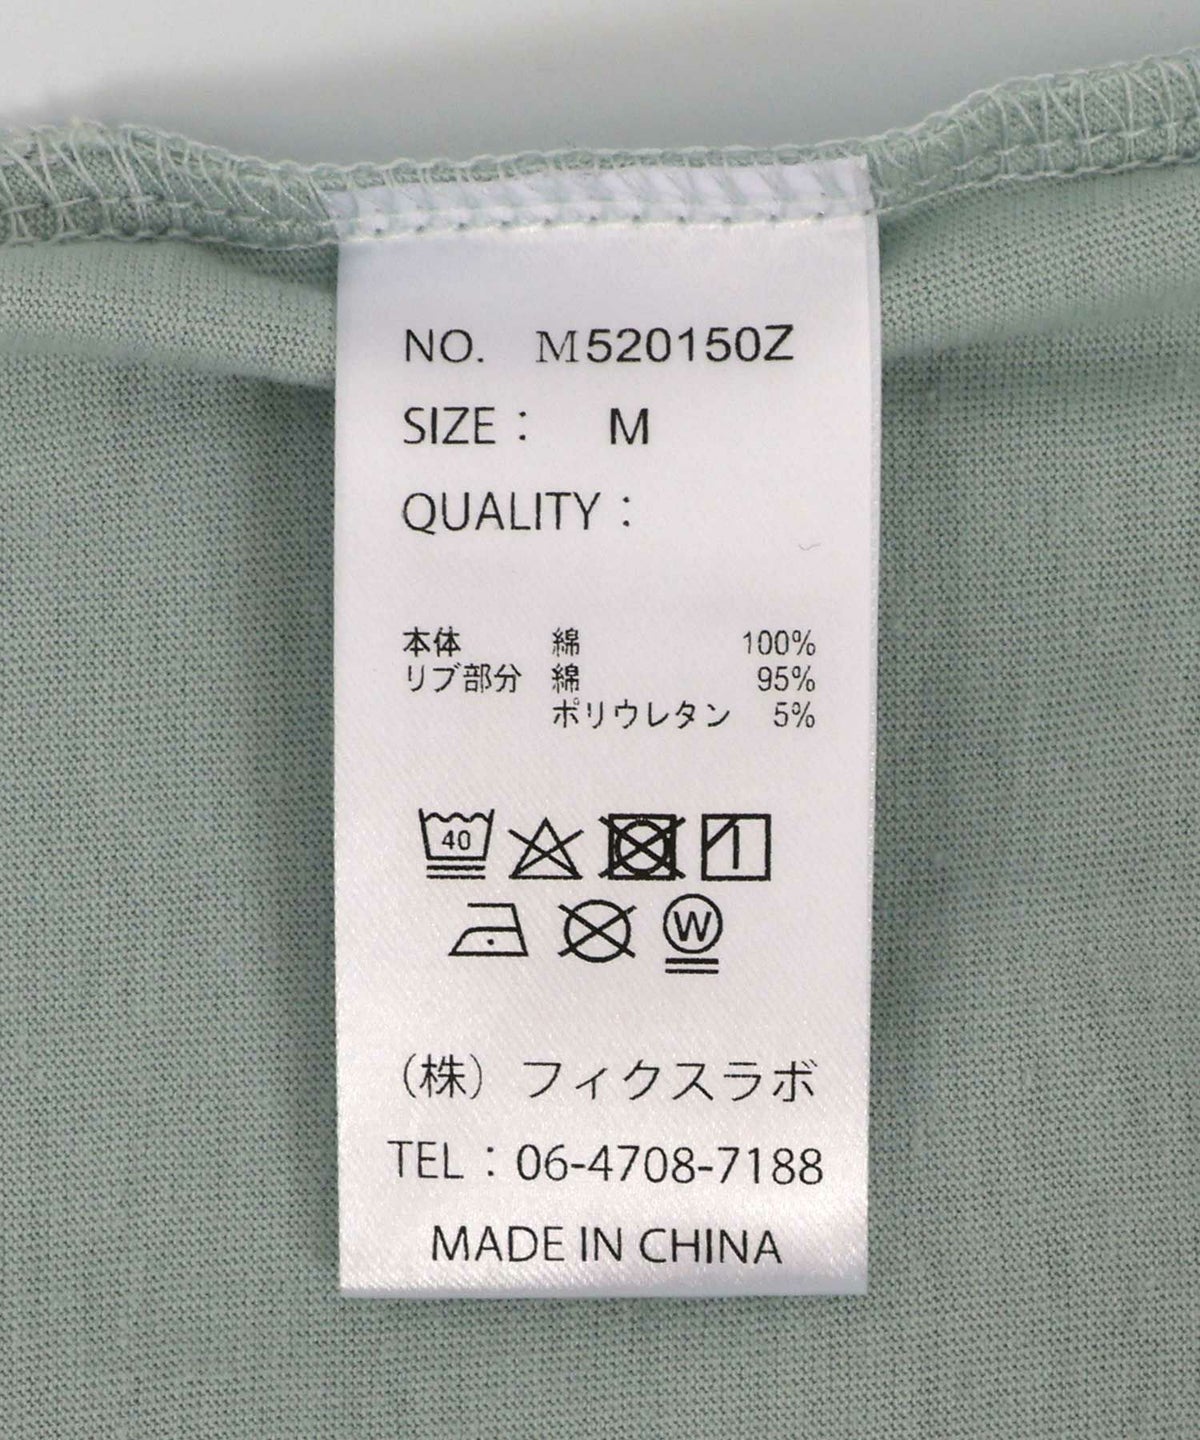 NO. M520150Z
SIZE： M
QUALITY：
本体 綿 100%
リブ部分 綿 95%
ポリウレタン 5%
40
W
（株）フィクスラボ
TEL：06-4708-7188
MADE IN CHINA